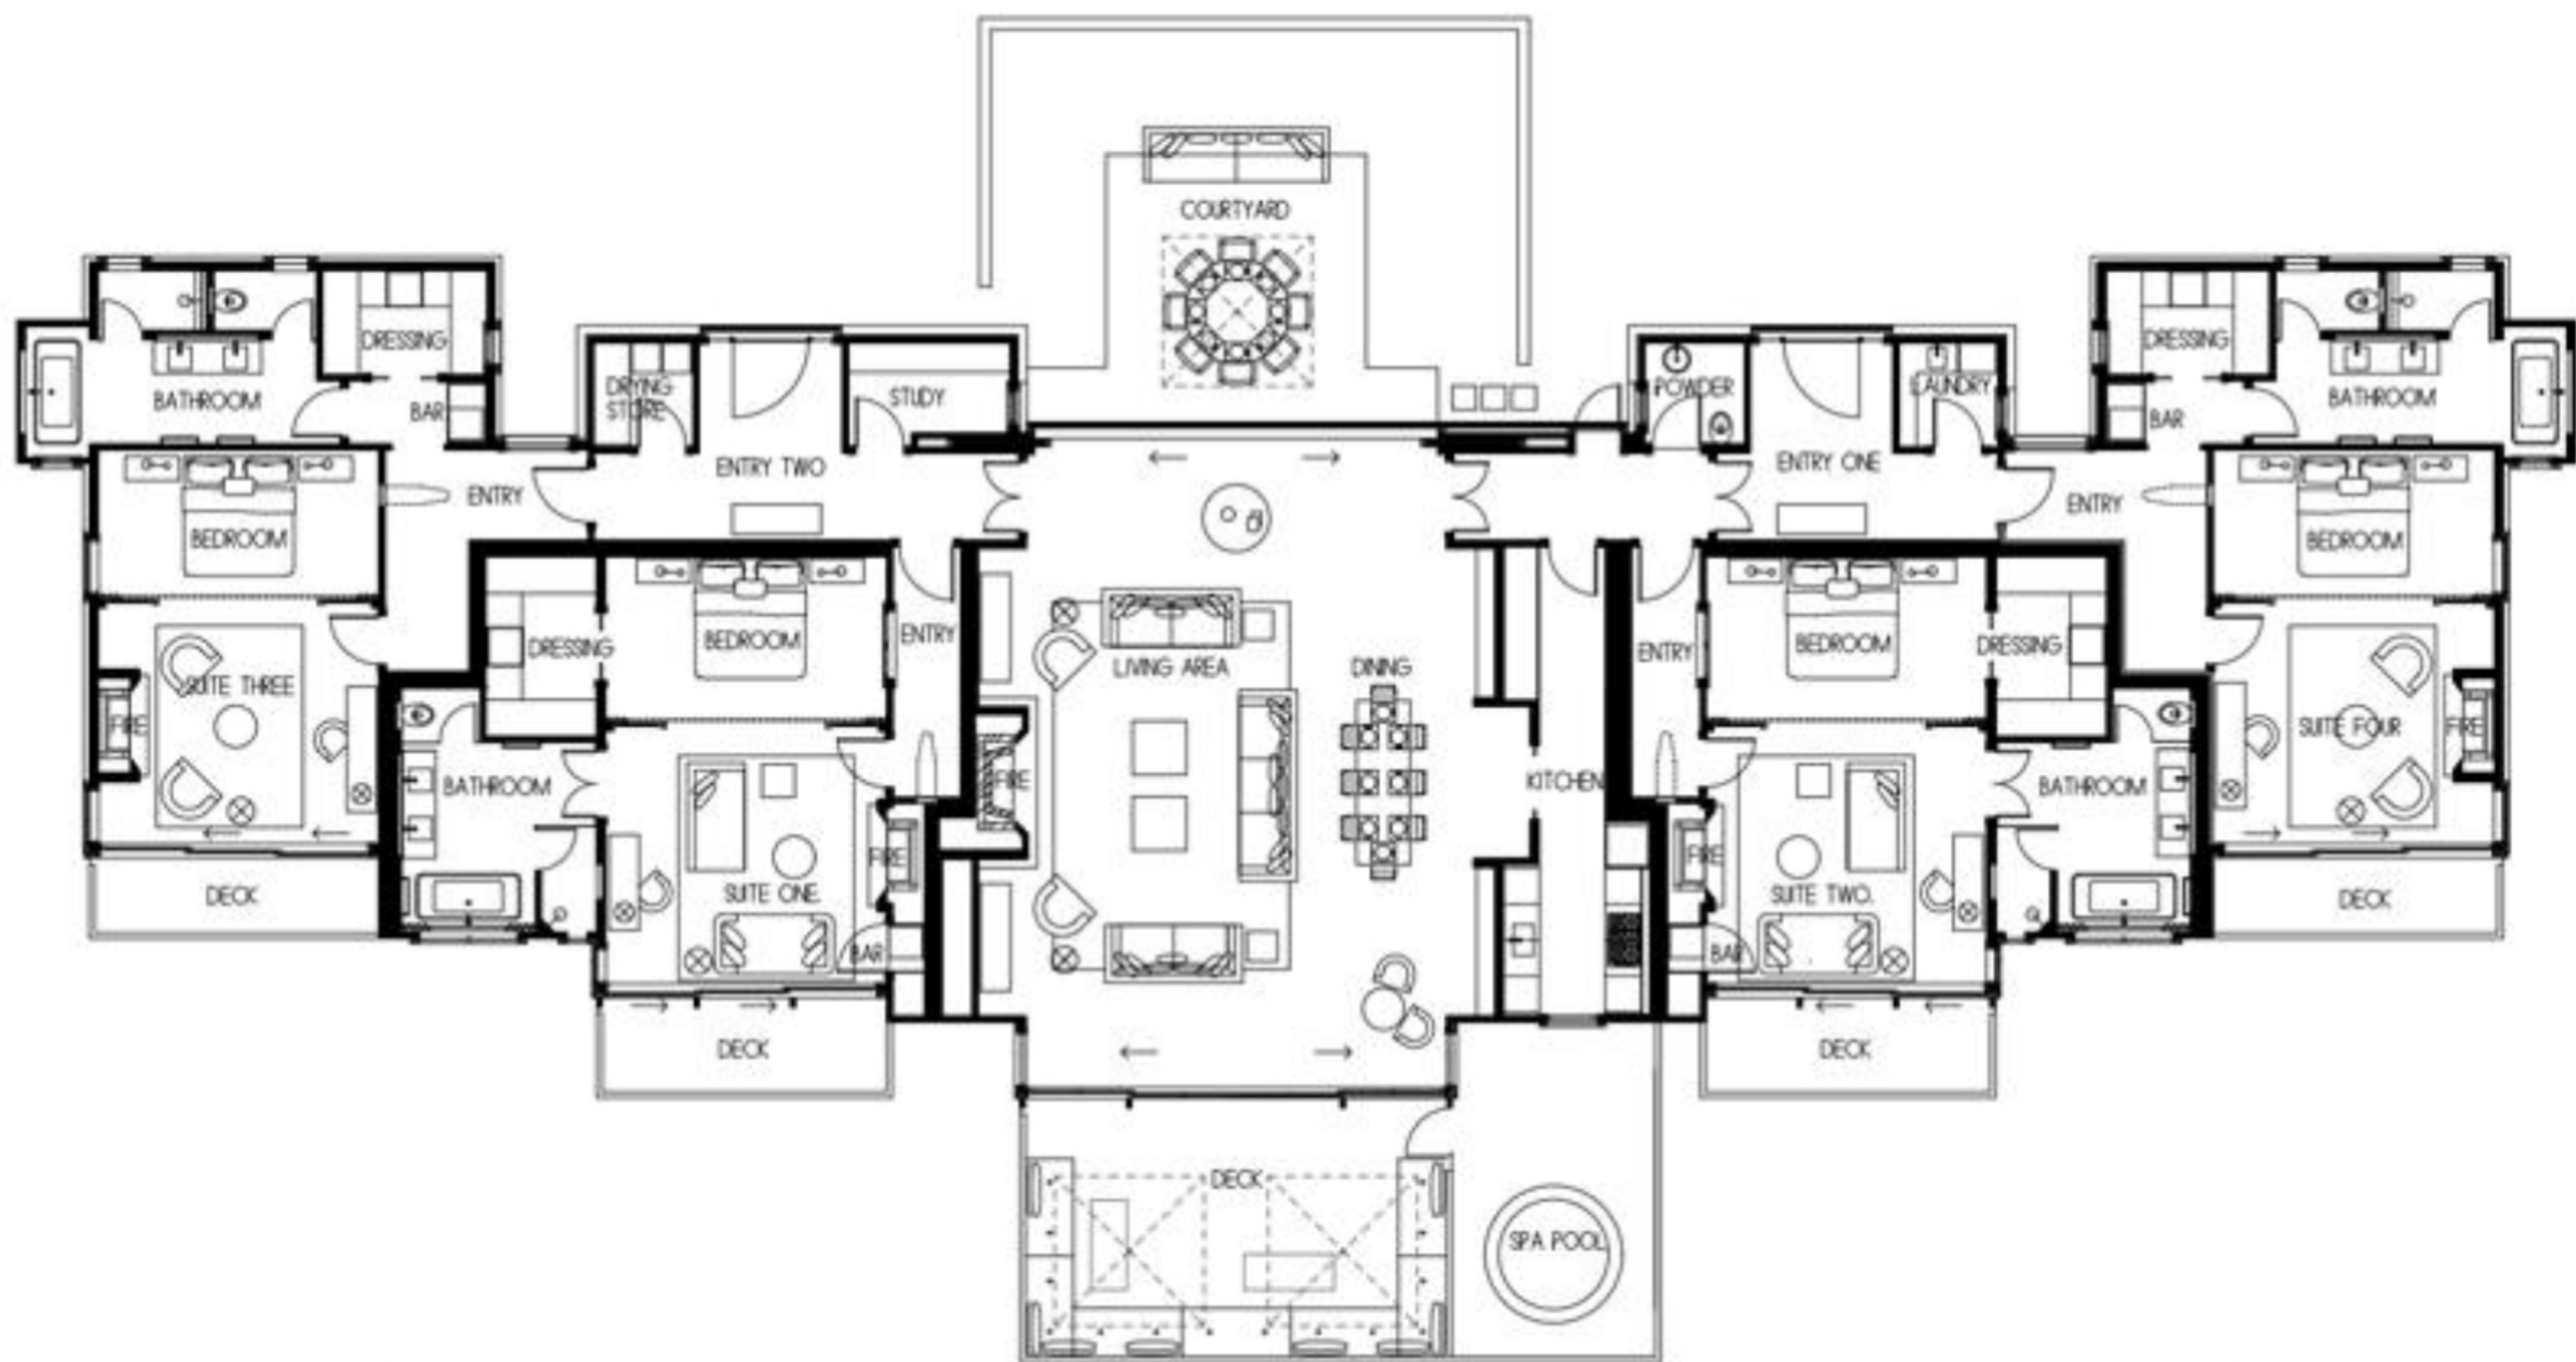 COURTYARD
DRESSING
BATHROOM
BAR
DRYING
STORE
STUDY
POWDER
LAUNDRY
DRESSING
BAR
BATHROOM
ENTRY
ENTRY TWO
ENTRY ONE
ENTRY
BEDROOM
BEDROOM
DRESSING
BEDROOM
ENTRY
LIVING AREA
DINING
ENTRY
BEDROOM
DRESSING
SUITE THREE
FIRE
SUITE FOUR
FIRE
BATHROOM
FIRE
KITCHEN
BATHROOM
FIRE
FIRE
DECK
SUITE ONE.
SUITE TWO.
DECK
BAR
BAR
DECK
DECK
DECK
SPA POOL